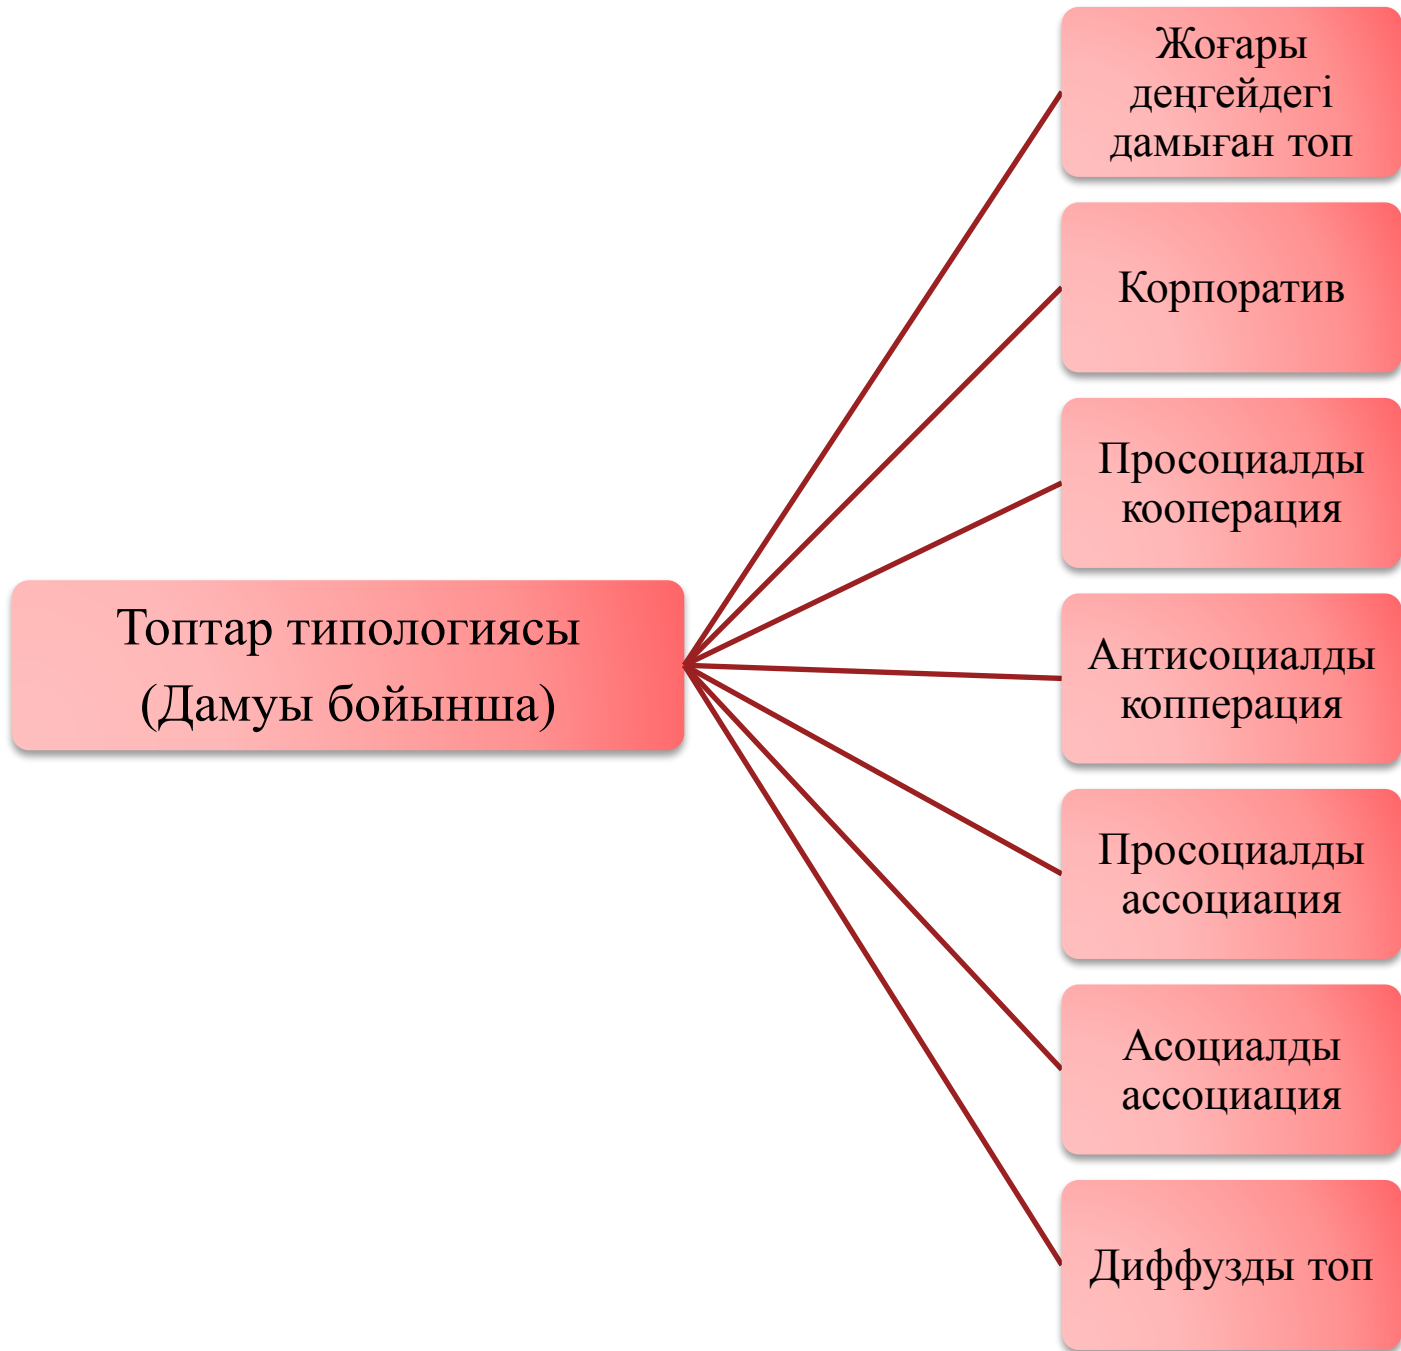 Топтар типологиясы
(Дамуы бойынша)
Жоғары
деңгейдегі
дамыған топ
Корпоратив
Просоциалды
кооперация
Антисоциалды
копперация
Просоциалды
ассоциация
Асоциалды
ассоциация
Диффузды топ